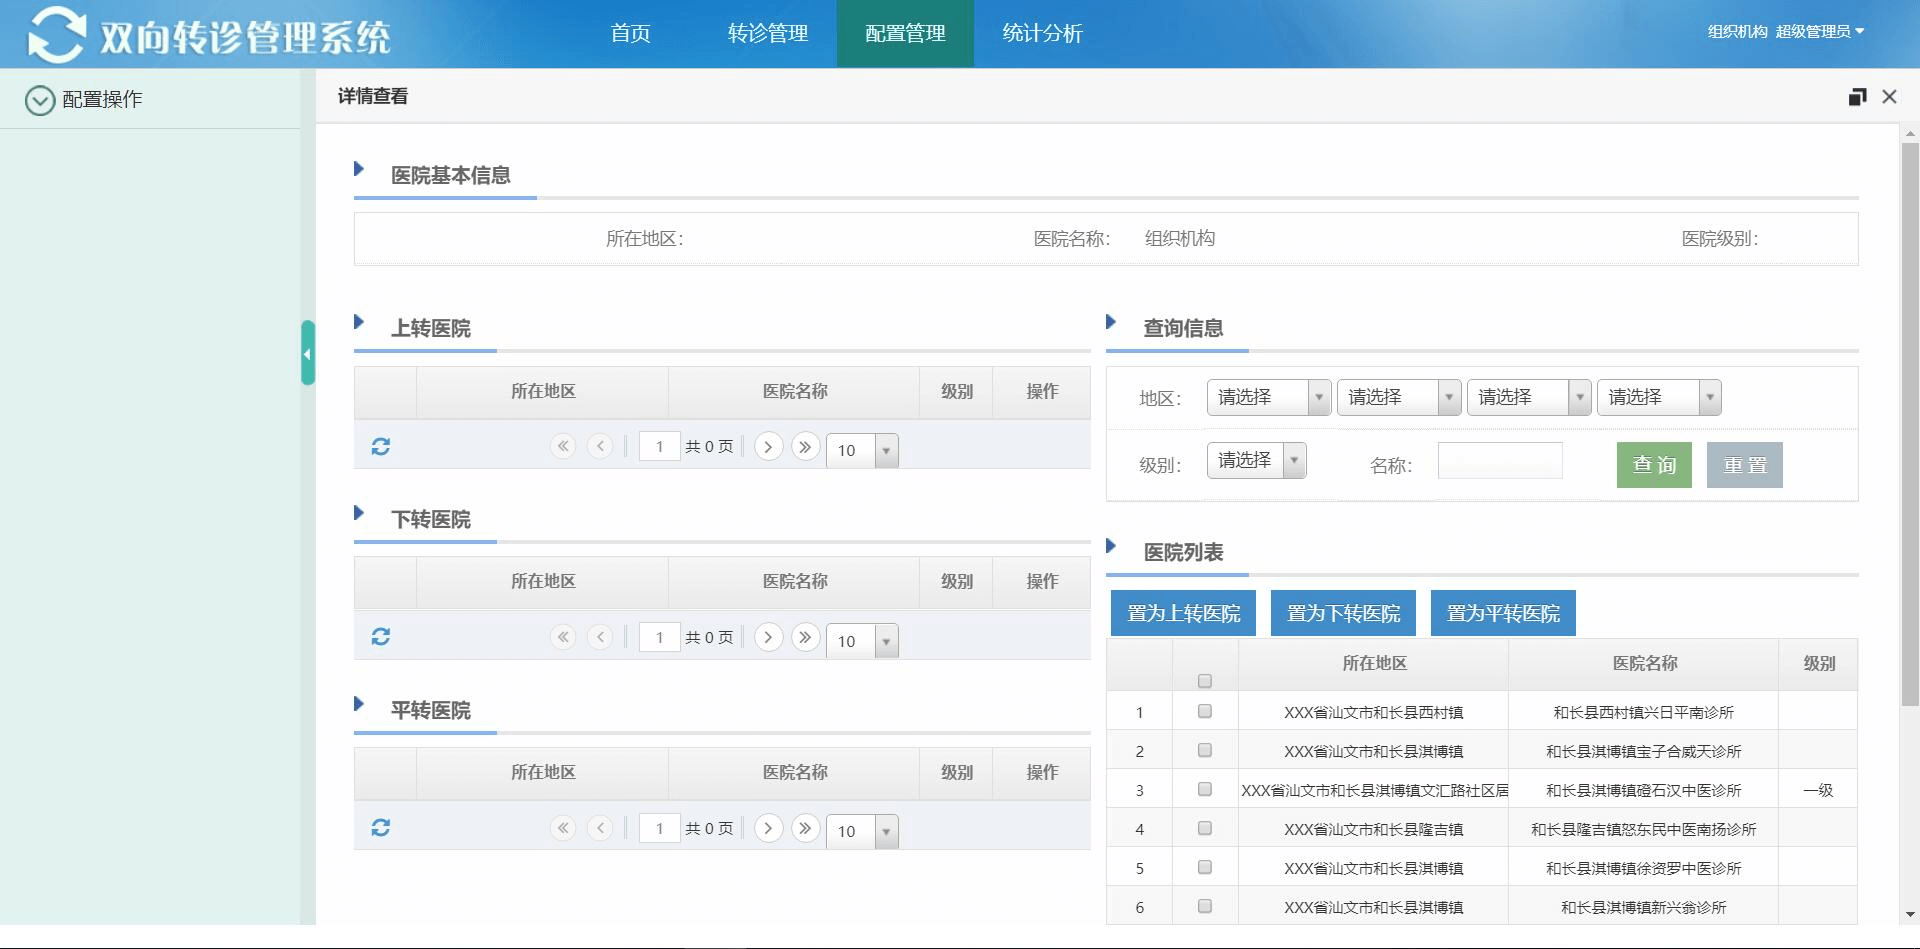 双向转诊管理系统 首页 转诊管理 配置管理 统计分析 组织机构 超级管理员
配置操作
详情查看
医院基本信息
所在地区： 医院名称： 组织机构 医院级别：
上转医院
所在地区 医院名称 级别 操作
1 共 0 页 10
下转医院
所在地区 医院名称 级别 操作
1 共 0 页 10
平转医院
所在地区 医院名称 级别 操作
1 共 0 页 10
查询信息
地区： 请选择 请选择 请选择 请选择
级别： 请选择 名称： 查 询 重 置
医院列表
置为上转医院 置为下转医院 置为平转医院
所在地区 医院名称 级别
1 XXX省汕文市和长县西村镇 和长县西村镇兴日平南诊所
2 XXX省汕文市和长县淇博镇 和长县淇博镇宝子合威天诊所
3 XXX省汕文市和长县淇博镇文汇路社区居 和长县淇博镇磴石汉中医诊所 一级
4 XXX省汕文市和长县隆吉镇 和长县隆吉镇怒东民中医南扬诊所
5 XXX省汕文市和长县淇博镇 和长县淇博镇徐资罗中医诊所
6 XXX省汕文市和长县淇博镇 和长县淇博镇新兴翁诊所